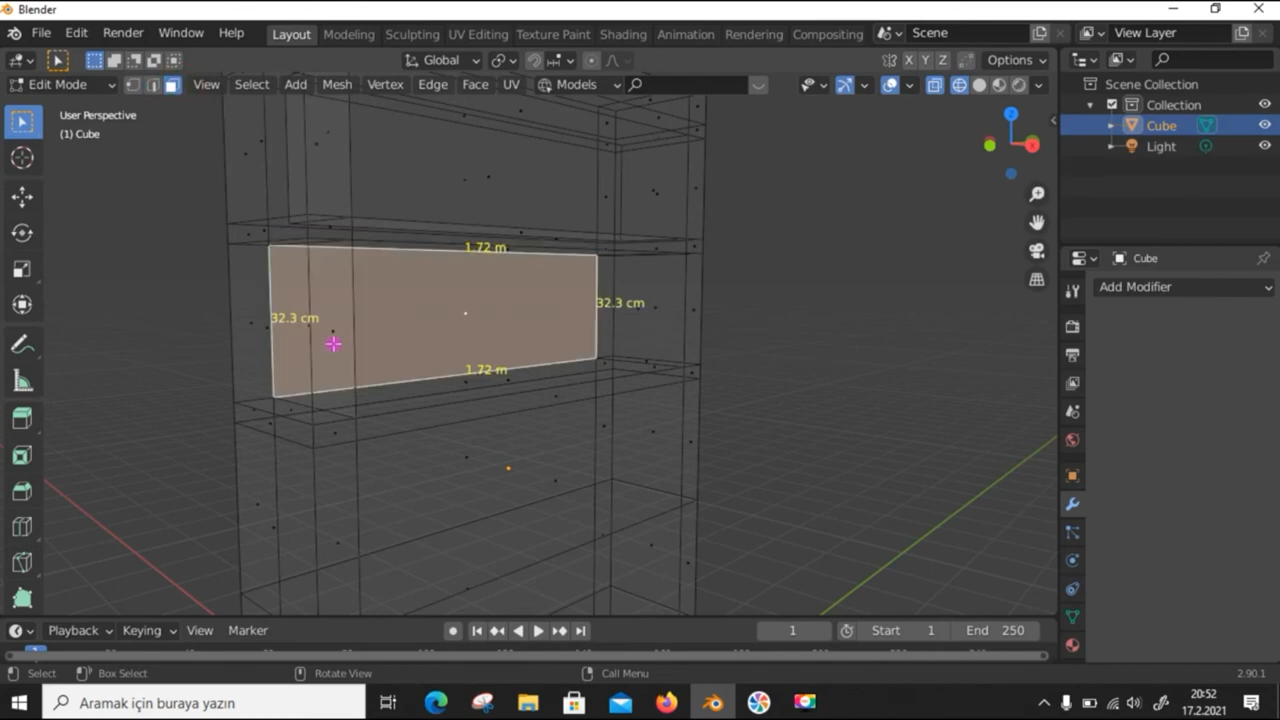 Blender
File Edit Render Window Help Layout Modeling Sculpting UV Editing Texture Paint Shading Animation Rendering Compositing Scene View Layer
Global X Y Z Options
Edit Mode View Select Add Mesh Vertex Edge Face UV Models
User Perspective
(1) Cube
Z
X
Scene Collection
Collection
Cube
Light
1.72 m
32.3 cm
32.3 cm
1.72 m
Cube
Add Modifier
Playback Keying View Marker 1 Start 1 End 250
Select Box Select Rotate View Call Menu 2.90.1
Aramak için buraya yazın
20:52
17.2.2021